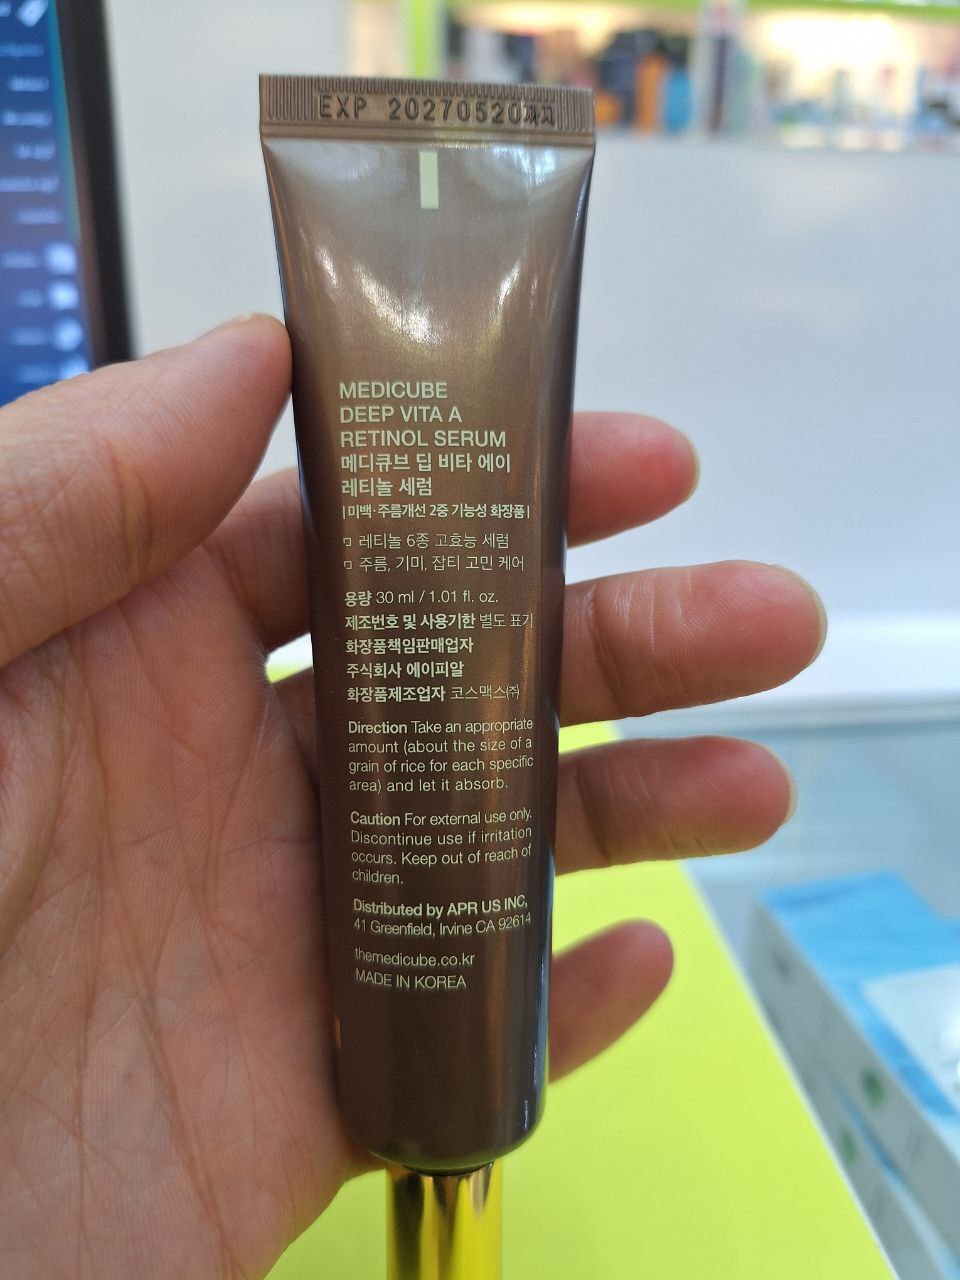 EXP 20270520까지
MEDICUBE
DEEP VITA A
RETINOL SERUM
메디큐브 딥 비타 에이
레티놀 세럼
|미백·주름개선 2중 기능성 화장품|
레티놀 6종 고효능 세럼
주름, 기미, 잡티 고민 케어
용량 30 ml / 1.01 fl. oz.
제조번호 및 사용기한 별도 표기
화장품책임판매업자
주식회사 에이피알
화장품제조업자 코스맥스㈜
Direction Take an appropriate
amount (about the size of a
grain of rice for each specific
area) and let it absorb.
Caution For external use only.
Discontinue use if irritation
occurs. Keep out of reach of
children.
Distributed by APR US INC,
41 Greenfield, Irvine CA 92614
themedicube.co.kr
MADE IN KOREA